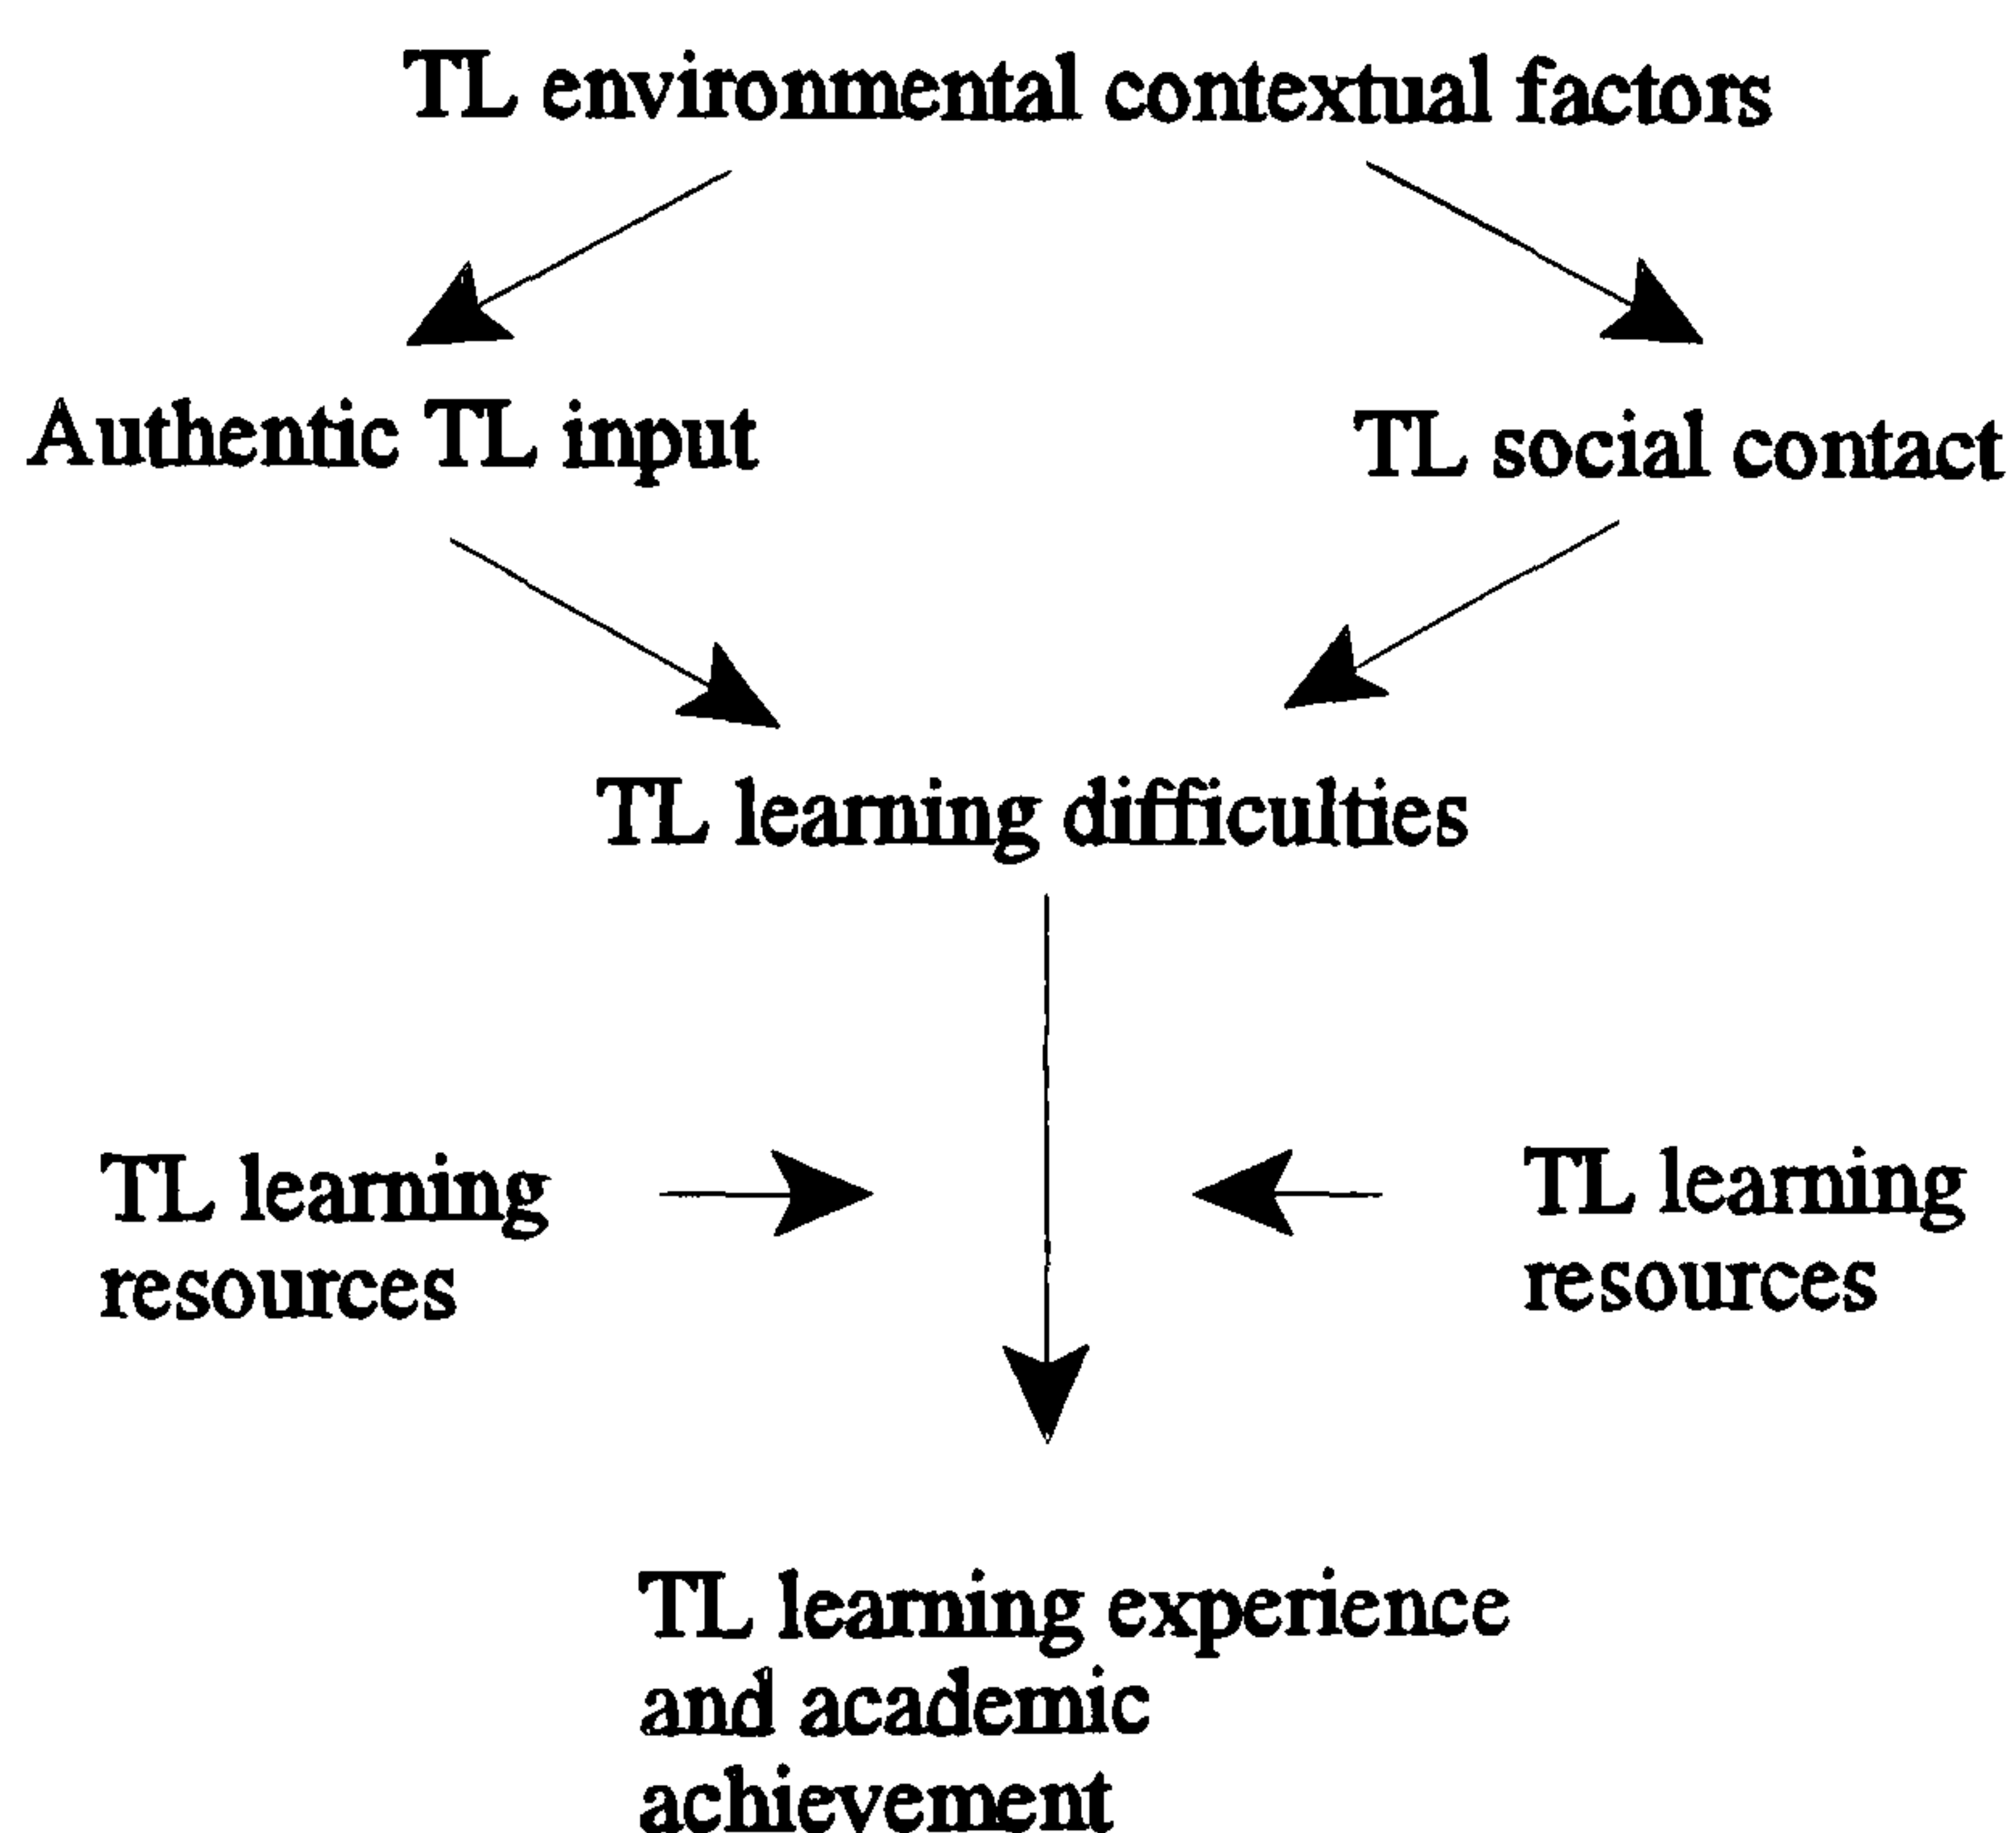 TL environmental contextual factors
Authentic TL input
TL social contact
TL learning difficulties
TL learning
resources
TL learning
resources
TL learning experience
and academic
achievement